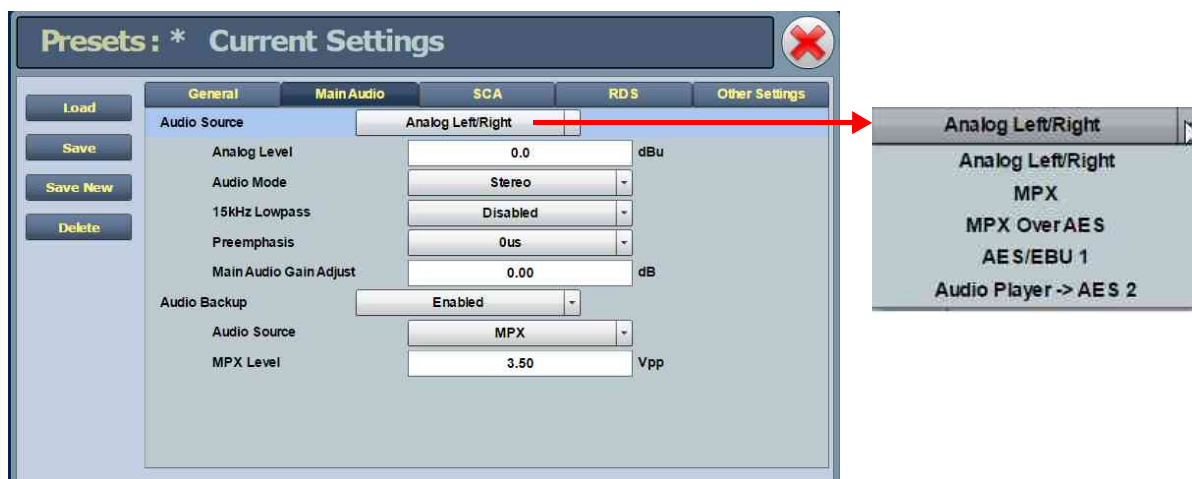 Presets: * Current Settings
Load
Save
Save New
Delete
General Main Audio SCA RDS Other Settings
Audio Source Analog Left/Right
Analog Level 0.0 dBu
Audio Mode Stereo
15kHz Lowpass Disabled
Preemphasis 0us
Main Audio Gain Adjust 0.00 dB
Audio Backup Enabled
Audio Source MPX
MPX Level 3.50 Vpp
Analog Left/Right
Analog Left/Right
MPX
MPX Over AES
AES/EBU 1
Audio Player -> AES 2